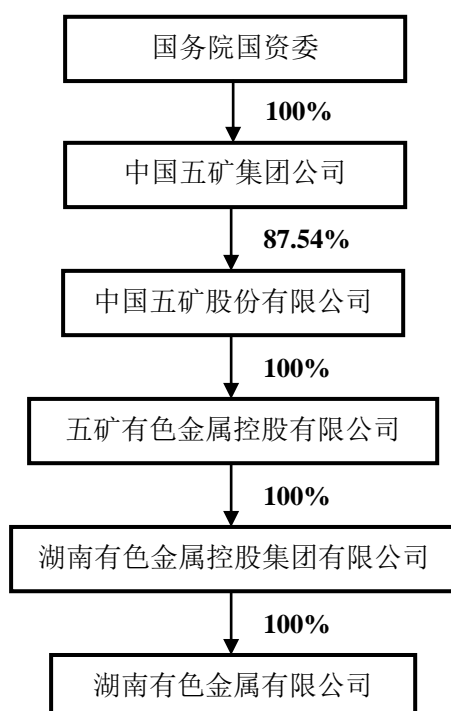 国务院国资委
100%
中国五矿集团公司
87.54%
中国五矿股份有限公司
100%
五矿有色金属控股有限公司
100%
湖南有色金属控股集团有限公司
100%
湖南有色金属有限公司